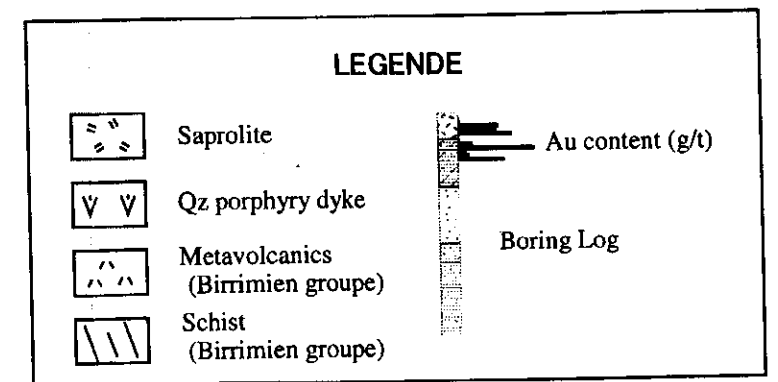 LEGENDE
Saprolite
Qz porphyry dyke
Metavolcanics
(Birrimien groupe)
Schist
(Birrimien groupe)
Au content (g/t)
Boring Log